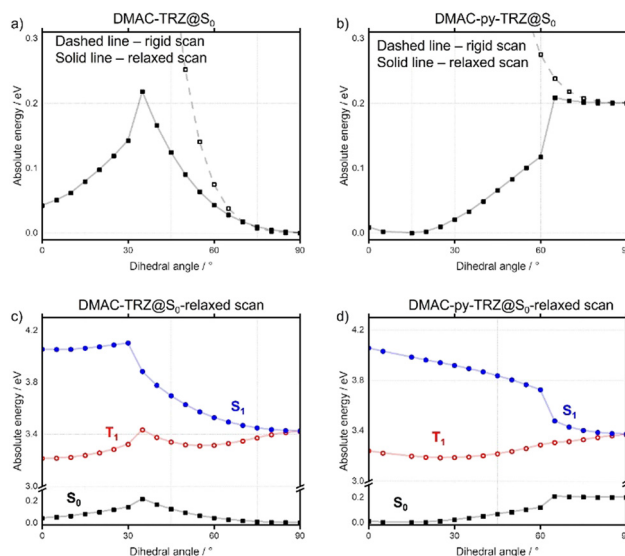 a)
DMAC-TRZ@S₀
Dashed line – rigid scan
Solid line – relaxed scan
Absolute energy / eV
0.3
0.2
0.1
0.0
0 30 60 90
Dihedral angle / °
b)
DMAC-py-TRZ@S₀
Dashed line – rigid scan
Solid line – relaxed scan
Absolute energy / eV
0.3
0.2
0.1
0.0
0 30 60 90
Dihedral angle / °
c)
DMAC-TRZ@S₀-relaxed scan
Absolute energy / eV
4.2
3.8
3.4
3.0
0.2
0.0
S₁
T₁
S₀
0 30 60 90
Dihedral angle / °
d)
DMAC-py-TRZ@S₀-relaxed scan
Absolute energy / eV
4.2
3.8
3.4
3.0
0.2
0.0
S₁
T₁
S₀
0 30 60 90
Dihedral angle / °